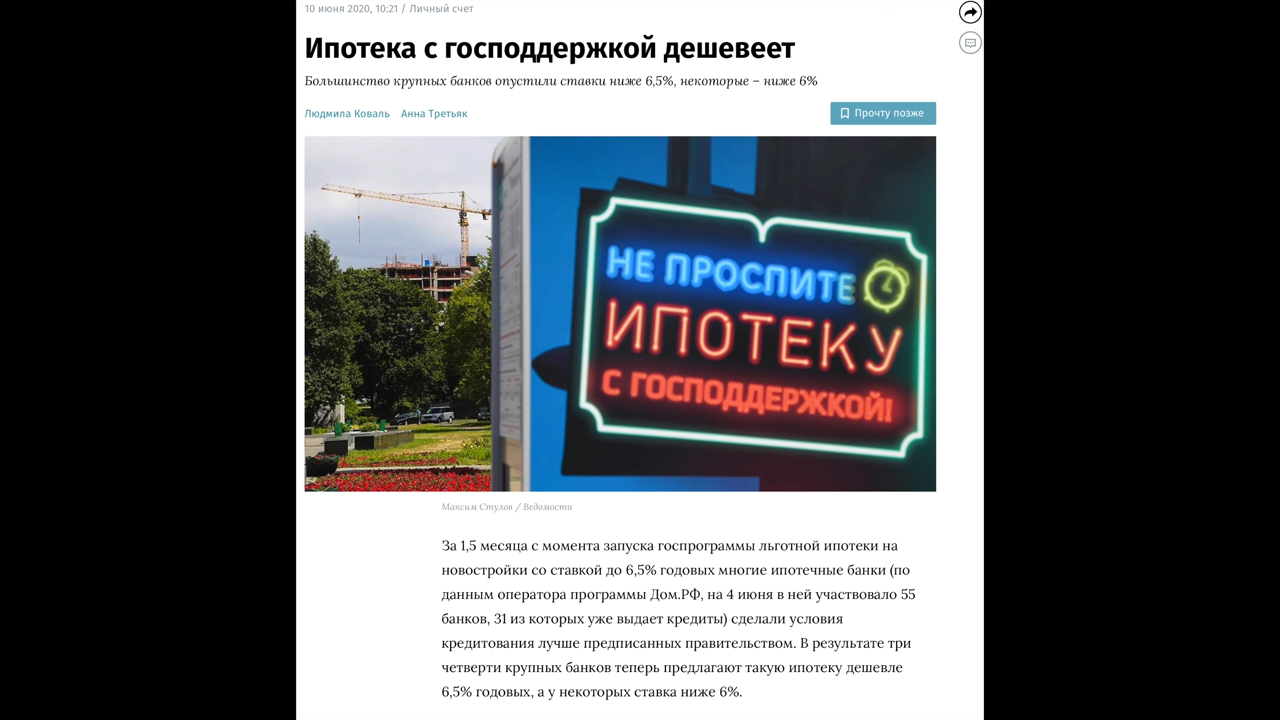 10 июня 2020, 10:21 / Личный счет
Ипотека с господдержкой дешевеет
Большинство крупных банков опустили ставки ниже 6,5%, некоторые – ниже 6%
Людмила Коваль Анна Третьяк
Прочту позже
НЕ ПРОСПИТЕ
ИПОТЕКУ
С ГОСПОДДЕРЖКОЙ!
Максим Стулов / Ведомости
За 1,5 месяца с момента запуска госпрограммы льготной ипотеки на
новостройки со ставкой до 6,5% годовых многие ипотечные банки (по
данным оператора программы Дом.РФ, на 4 июня в ней участвовало 55
банков, 31 из которых уже выдает кредиты) сделали условия
кредитования лучше предписанных правительством. В результате три
четверти крупных банков теперь предлагают такую ипотеку дешевле
6,5% годовых, а у некоторых ставка ниже 6%.